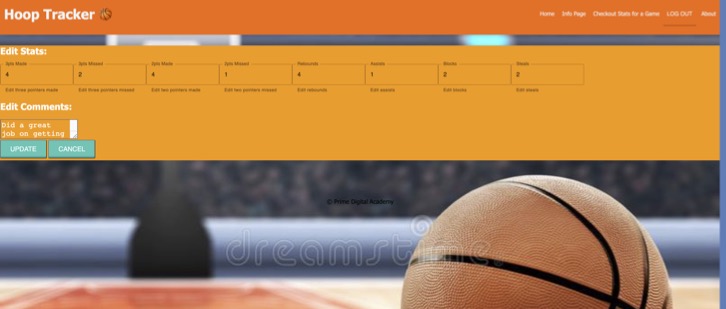 Hoop Tracker
Home Info Page Checkout Stats for a Game LOG OUT About
Edit Stats:
3pts Made 3pts Missed 2pts Made 2pts Missed Rebounds Assists Blocks Steals
4 2 4 1 4 1 2 2
Edit three pointers made Edit three pointers missed Edit two pointers made Edit two pointers missed Edit rebounds Edit assists Edit blocks Edit steals
Edit Comments:
Did a great
job on getting
UPDATE CANCEL
© Prime Digital Academy
dreamstime.